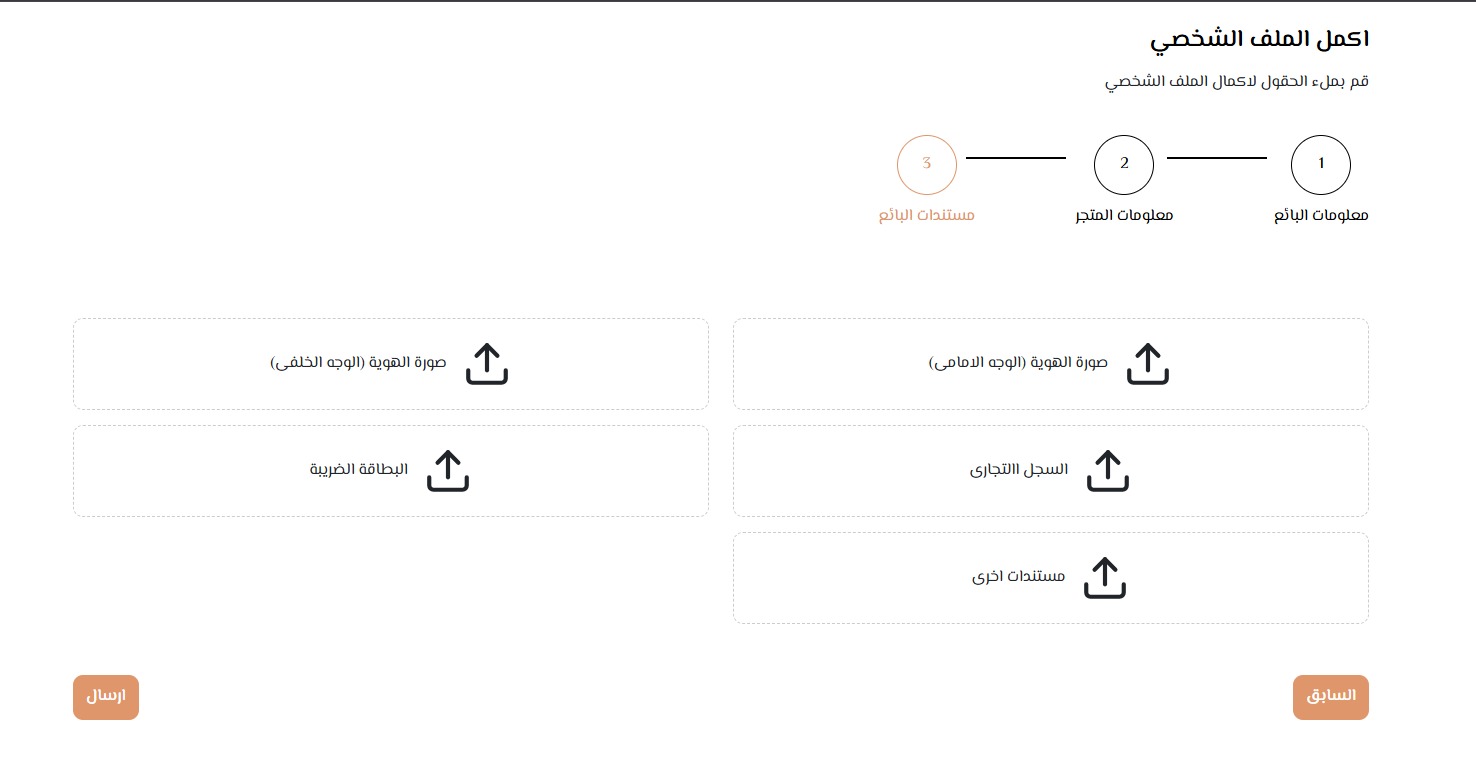 اكمل الملف الشخصي
قم بملء الحقول لاكمال الملف الشخصي
1
2
3
معلومات البائع
معلومات المتجر
مستندات البائع
صورة الهوية (الوجه الامامى)
صورة الهوية (الوجه الخلفى)
السجل االتجارى
البطاقة الضريبة
مستندات اخرى
السابق
ارسال